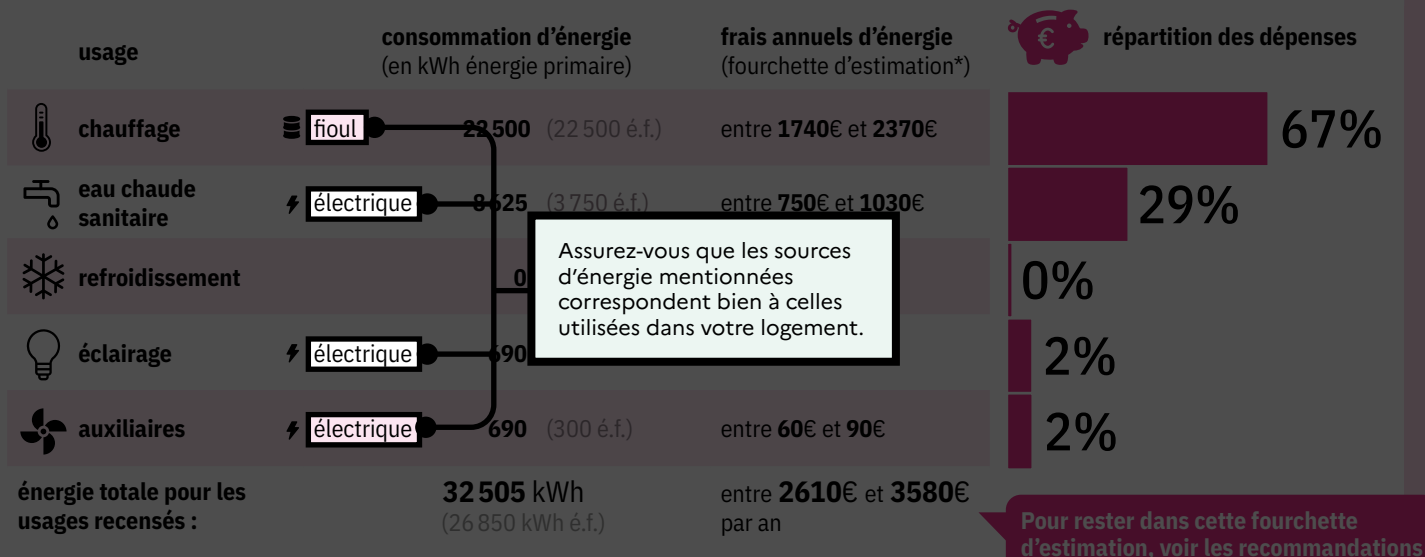 usage
consommation d'énergie
(en kWh énergie primaire)
frais annuels d'énergie
(fourchette d'estimation*)
€ répartition des dépenses
chauffage fioul 22 500 (22 500 é.f.) entre 1740€ et 2370€ 67%
eau chaude
sanitaire
électrique 8 625 (3 750 é.f.) entre 750€ et 1030€ 29%
refroidissement 0 0%
éclairage électrique 690 2%
Assurez-vous que les sources
d'énergie mentionnées
correspondent bien à celles
utilisées dans votre logement.
auxiliaires électrique 690 (300 é.f.) entre 60€ et 90€ 2%
énergie totale pour les
usages recensés :
32 505 kWh
(26 850 kWh é.f.)
entre 2610€ et 3580€
par an
Pour rester dans cette fourchette
d'estimation, voir les recommandations